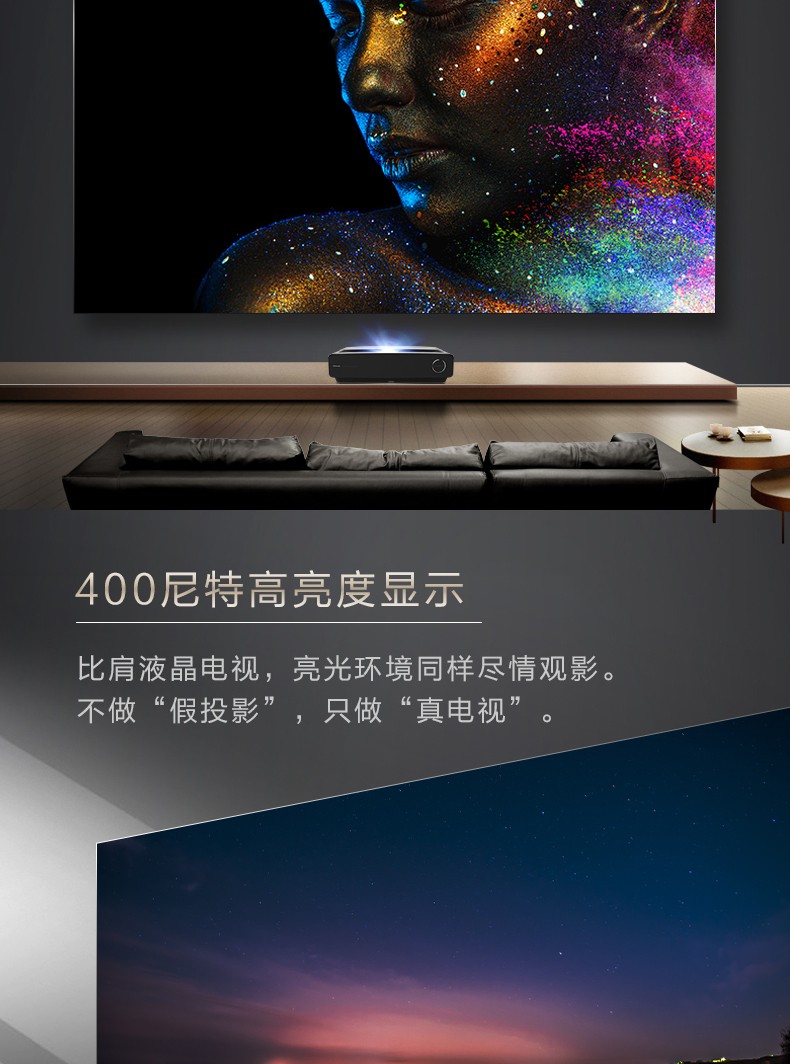 400尼特高亮度显示
比肩液晶电视，亮光环境同样尽情观影。
不做“假投影”，只做“真电视”。